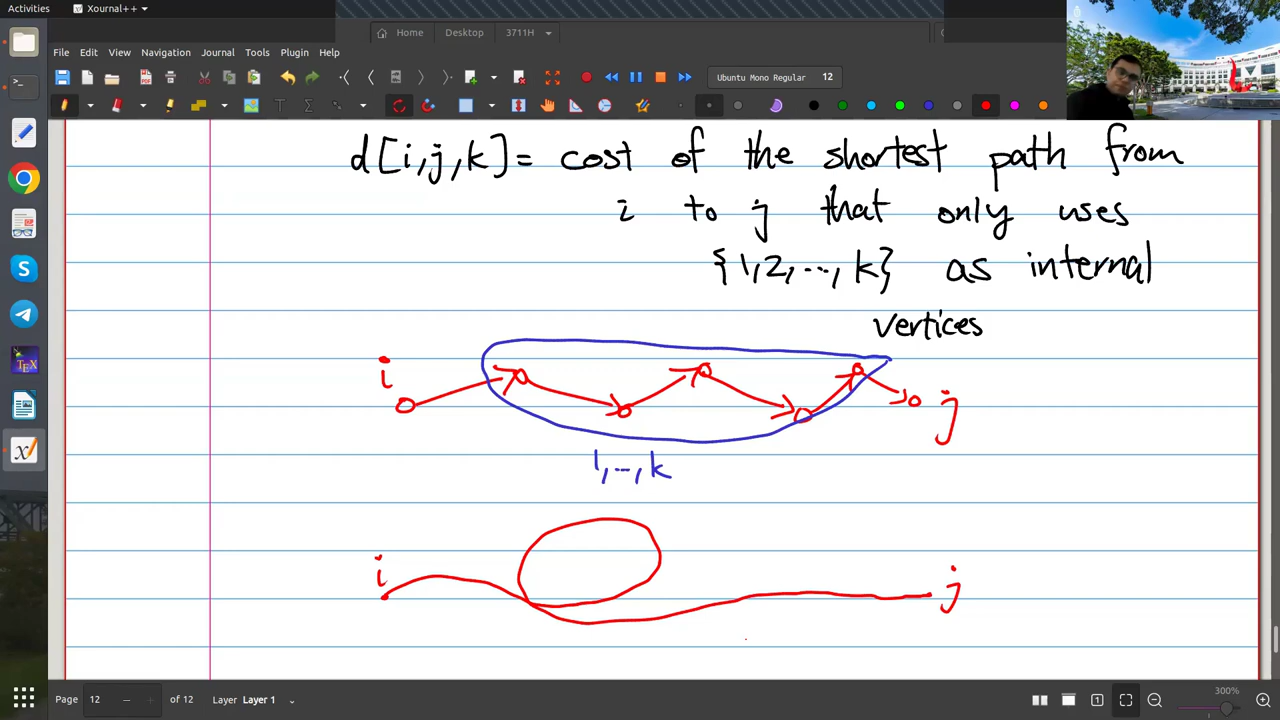 Activities
Xournal++
Home
Desktop
3711H
File Edit View Navigation Journal Tools Plugin Help
Ubuntu Mono Regular 12
d[i,j,k]= cost of the shortest path from
i to j that only uses
{1,2,...,k} as internal
vertices
i
j
1,...,k
i
j
Page 12 of 12 Layer Layer 1
300%